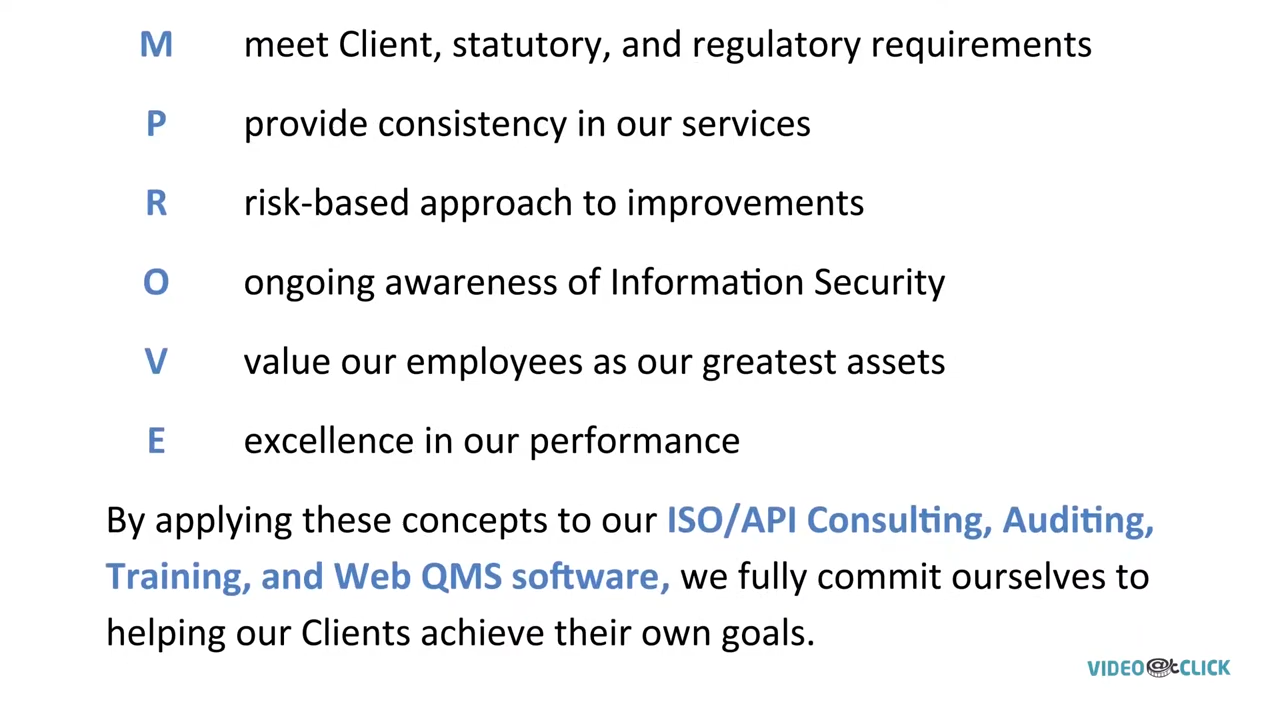 M meet Client, statutory, and regulatory requirements
P provide consistency in our services
R risk-based approach to improvements
O ongoing awareness of Information Security
V value our employees as our greatest assets
E excellence in our performance
By applying these concepts to our ISO/API Consulting, Auditing,
Training, and Web QMS software, we fully commit ourselves to
helping our Clients achieve their own goals.
VIDEO@tCLICK